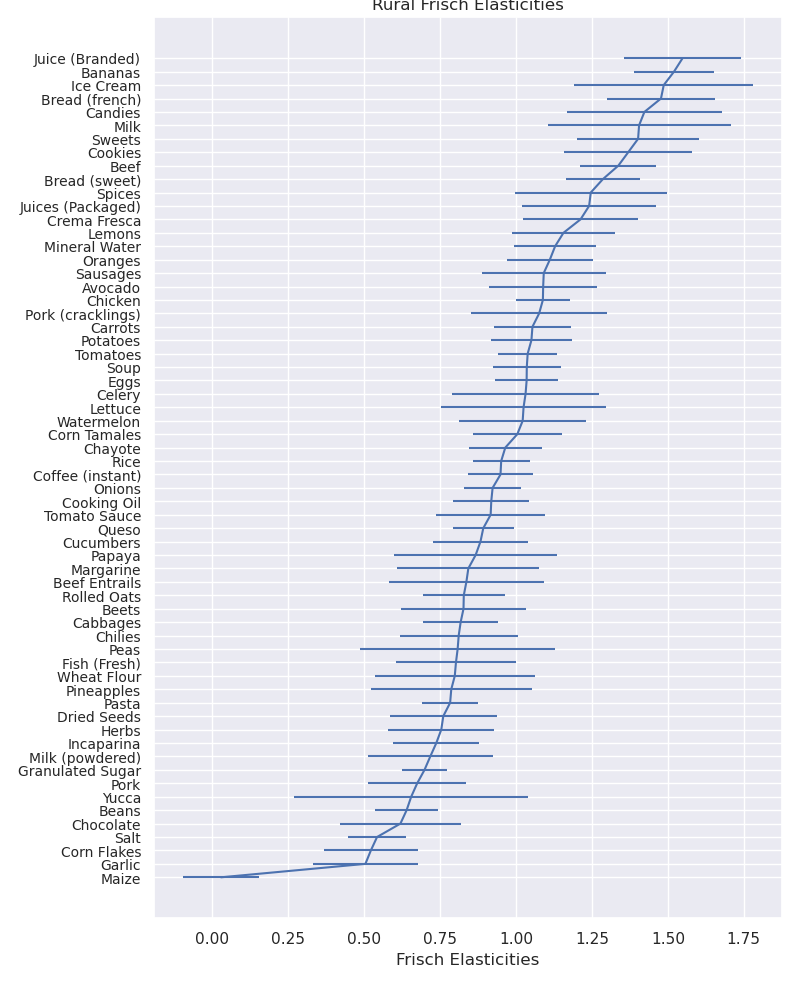 Rural Frisch Elasticities
Juice (Branded)
Bananas
Ice Cream
Bread (french)
Candies
Milk
Sweets
Cookies
Beef
Bread (sweet)
Spices
Juices (Packaged)
Crema Fresca
Lemons
Mineral Water
Oranges
Sausages
Avocado
Chicken
Pork (cracklings)
Carrots
Potatoes
Tomatoes
Soup
Eggs
Celery
Lettuce
Watermelon
Corn Tamales
Chayote
Rice
Coffee (instant)
Onions
Cooking Oil
Tomato Sauce
Queso
Cucumbers
Papaya
Margarine
Beef Entrails
Rolled Oats
Beets
Cabbages
Chilies
Peas
Fish (Fresh)
Wheat Flour
Pineapples
Pasta
Dried Seeds
Herbs
Incaparina
Milk (powdered)
Granulated Sugar
Pork
Yucca
Beans
Chocolate
Salt
Corn Flakes
Garlic
Maize
0.00 0.25 0.50 0.75 1.00 1.25 1.50 1.75
Frisch Elasticities